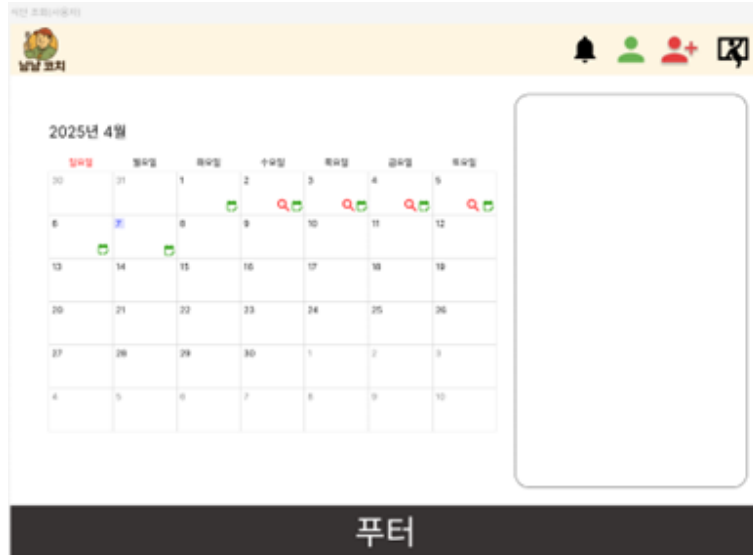 식단 조회(사용자)
냠냠 코치
2025년 4월
일요일 월요일 화요일 수요일 목요일 금요일 토요일
30 31 1 2 3 4 5
6 7 8 9 10 11 12
13 14 15 16 17 18 19
20 21 22 23 24 25 26
27 28 29 30 1 2 3
4 5 6 7 8 9 10
푸터